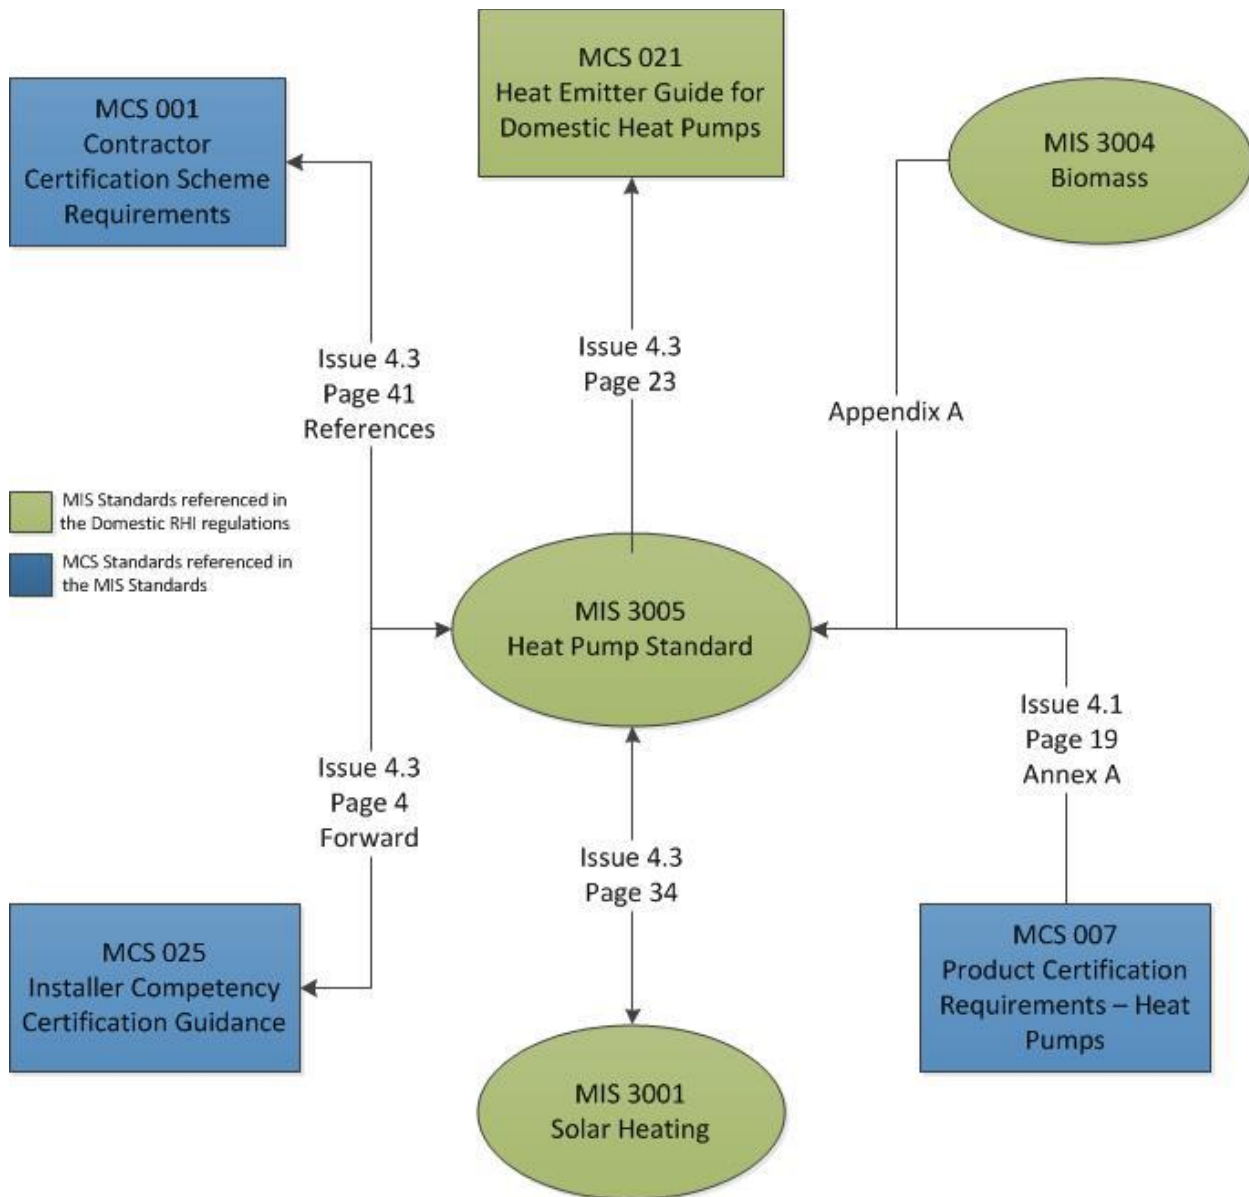 MCS 021
Heat Emitter Guide for
Domestic Heat Pumps
MCS 001
Contractor
Certification Scheme
Requirements
MIS 3004
Biomass
Issue 4.3
Page 41
References
Issue 4.3
Page 23
Appendix A
MIS Standards referenced in
the Domestic RHI regulations
MCS Standards referenced in
the MIS Standards
MIS 3005
Heat Pump Standard
Issue 4.3
Page 4
Forward
Issue 4.3
Page 34
Issue 4.1
Page 19
Annex A
MCS 025
Installer Competency
Certification Guidance
MCS 007
Product Certification
Requirements – Heat
Pumps
MIS 3001
Solar Heating